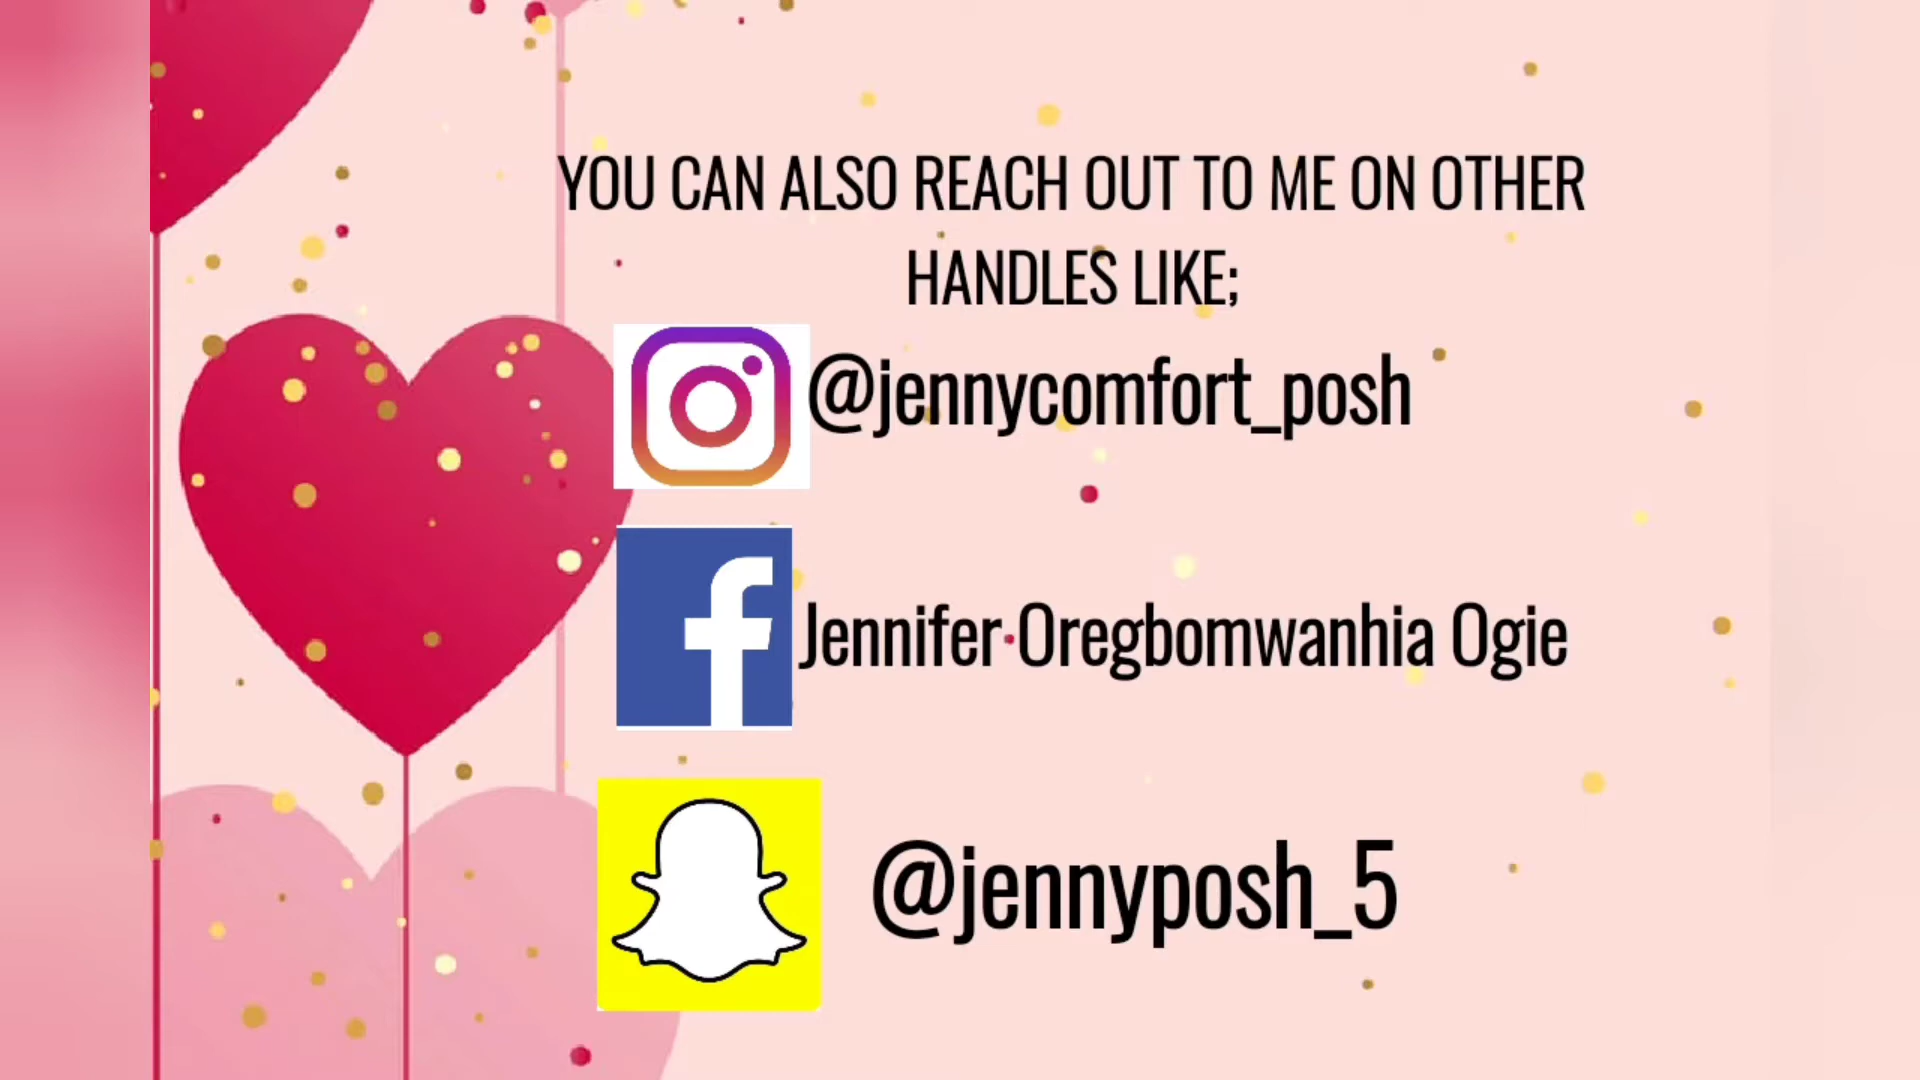 YOU CAN ALSO REACH OUT TO ME ON OTHER
HANDLES LIKE;
@jennycomfort_posh
Jennifer Oregbomwanhia Ogie
@jennyposh_5